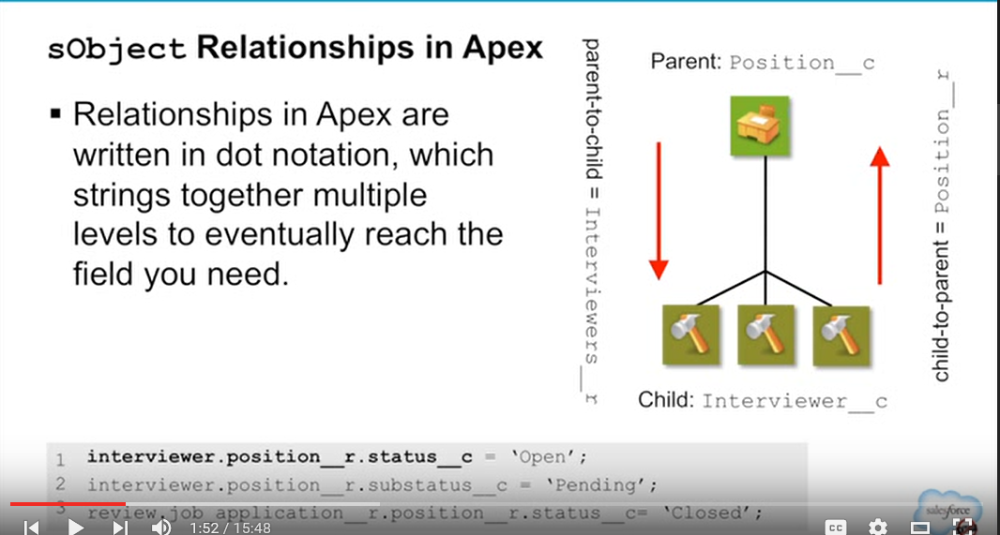 sObject Relationships in Apex
▪ Relationships in Apex are
written in dot notation, which
strings together multiple
levels to eventually reach the
field you need.
parent-to-child = Interviewers__r
Parent: Position__c
Child: Interviewer__c
child-to-parent = Position__r
1 interviewer.position__r.status__c = ‘Open’;
2 interviewer.position__r.substatus__c = ‘Pending’;
3 review.job_application__r.position__r.status__c= ‘Closed’;
salesforce
1:52 / 15:48
CC